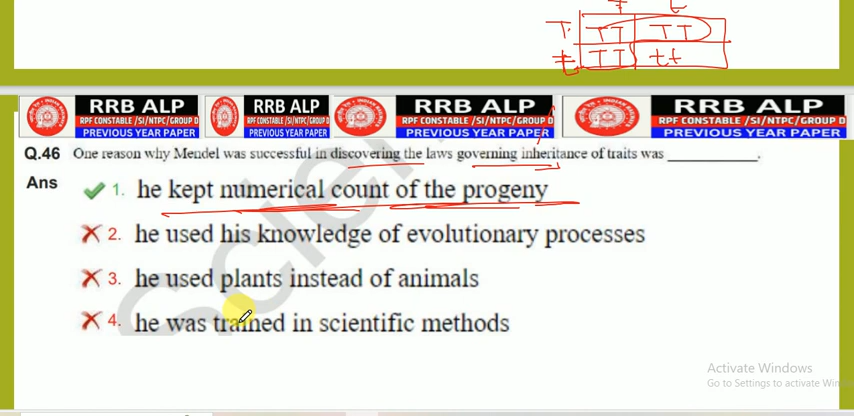 T t
T. TT TT
t TT tt
RRB ALP RRB ALP RRB ALP RRB ALP
RPF CONSTABLE /SI/NTPC/GROUP D RPF CONSTABLE /SI/NTPC/GROUP D RPF CONSTABLE /SI/NTPC/GROUP D RPF CONSTABLE /SI/NTPC/GROUP D
PREVIOUS YEAR PAPER PREVIOUS YEAR PAPER PREVIOUS YEAR PAPER PREVIOUS YEAR PAPER
Q.46 One reason why Mendel was successful in discovering the laws governing inheritance of traits was ____________.
Ans 1. he kept numerical count of the progeny
2. he used his knowledge of evolutionary processes
3. he used plants instead of animals
4. he was trained in scientific methods
Activate Windows
Go to Settings to activate Win